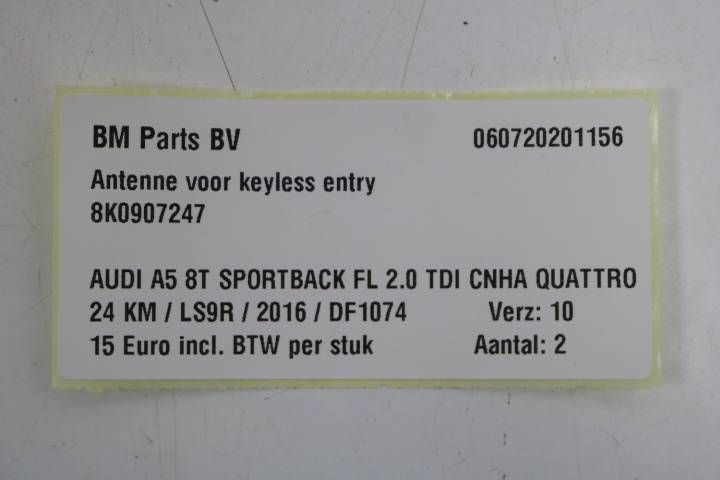 BM Parts BV 060720201156
Antenne voor keyless entry
8K0907247
AUDI A5 8T SPORTBACK FL 2.0 TDI CNHA QUATTRO
24 KM / LS9R / 2016 / DF1074 Verz: 10
15 Euro incl. BTW per stuk Aantal: 2